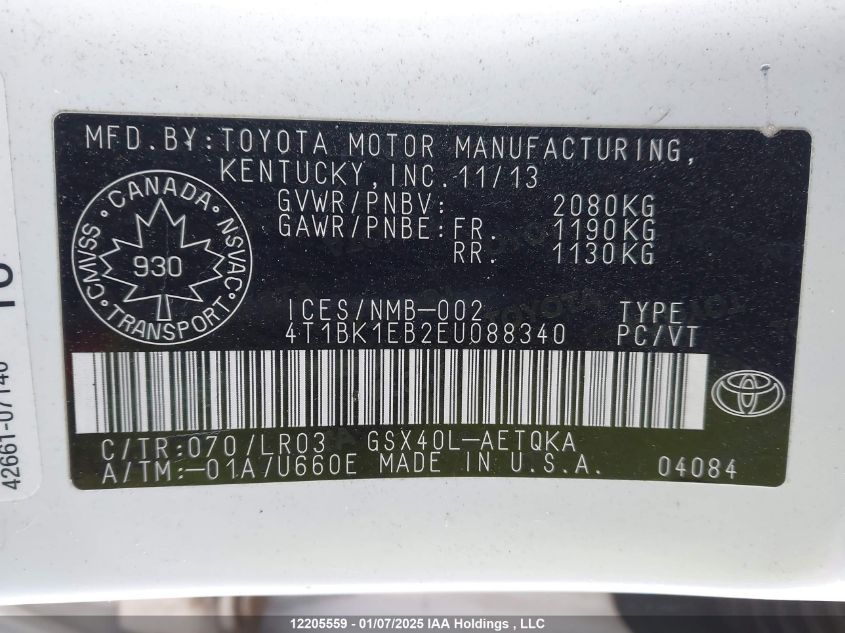 MFD.BY:TOYOTA MOTOR MANUFACTURING,
KENTUCKY,INC.11/13
GVWR/PNBV: 2080KG
GAWR/PNBE:FR. 1190KG
RR. 1130KG
CANADA
CMVSS NSVAC
930
TRANSPORT
ICES/NMB-002 TYPE
4T1BK1EB2EU088340 PC/VT
C/TR:070/LR03 GSX40L-AETQKA
A/TM:-01A/U660E MADE IN U.S.A. 04084
42661-07140
12205559 - 01/07/2025 IAA Holdings , LLC